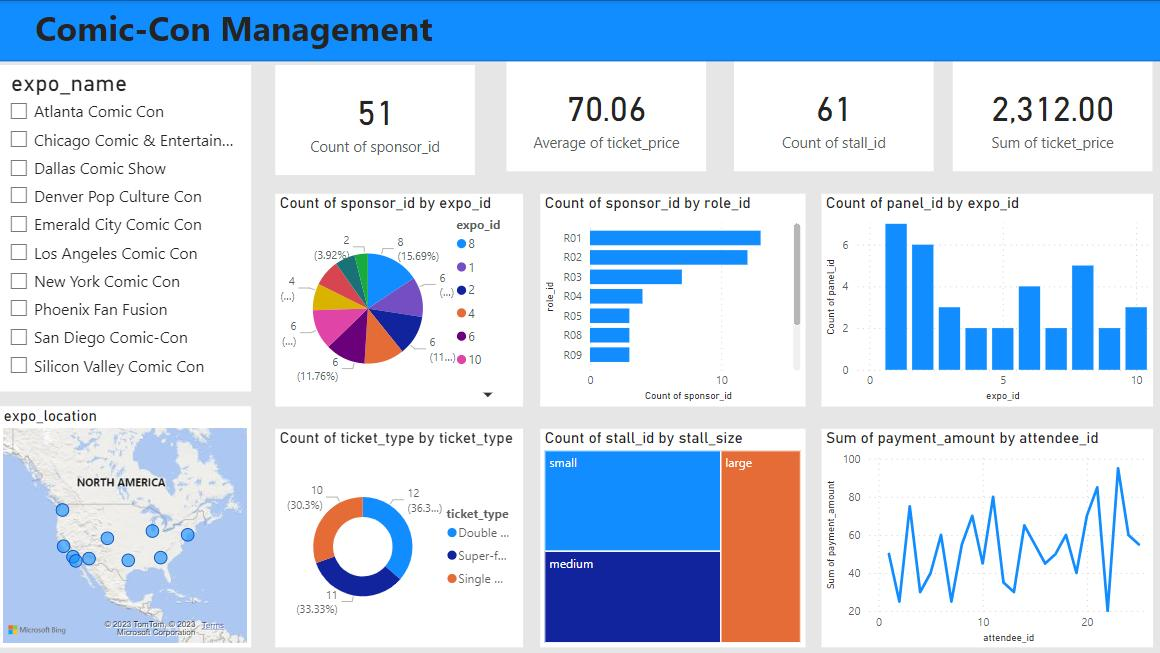 Comic-Con Management
expo_name
Atlanta Comic Con
Chicago Comic & Entertain...
Dallas Comic Show
Denver Pop Culture Con
Emerald City Comic Con
Los Angeles Comic Con
New York Comic Con
Phoenix Fan Fusion
San Diego Comic-Con
Silicon Valley Comic Con
51
Count of sponsor_id
70.06
Average of ticket_price
61
Count of stall_id
2,312.00
Sum of ticket_price
Count of sponsor_id by expo_id
2
(3.92%)
8
(15.69%)
4
(...)
6
(...)
6
(...)
6
(11....)
6
(11.76%)
expo_id
8
1
2
4
6
10
Count of sponsor_id by role_id
role_id
R01
R02
R03
R04
R05
R08
R09
0
10
Count of sponsor_id
Count of panel_id by expo_id
Count of panel_id
6
4
2
0
0
5
10
expo_id
expo_location
NORTH AMERICA
Microsoft Bing
© 2023 TomTom, © 2023
Microsoft Corporation
Terms
Count of ticket_type by ticket_type
10
(30.3%)
12
(36.3...)
11
(33.33%)
ticket_type
Double ...
Super-f...
Single ...
Count of stall_id by stall_size
small
large
medium
Sum of payment_amount by attendee_id
Sum of payment_amount
100
80
60
40
20
0
10
20
attendee_id